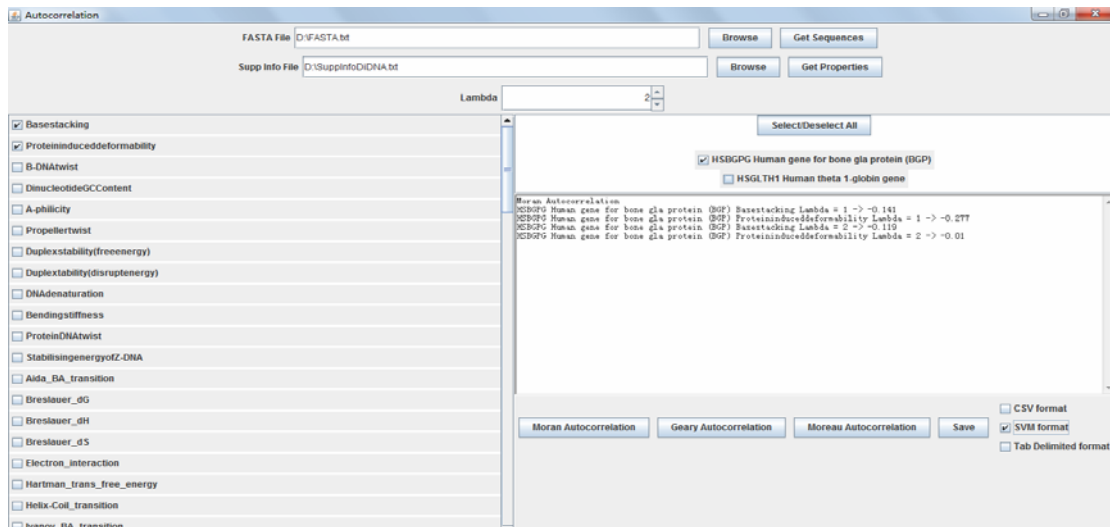 Autocorrelation
FASTA File D:\FASTA.txt Browse Get Sequences
Supp Info File D:\SuppInfoDiDNA.txt Browse Get Properties
Lambda 2
Basestacking
Proteininduceddeformability
B-DNAtwist
DinucleotideGCContent
A-philicity
Propellertwist
Duplexstability(freeenergy)
Duplextability(disruptenergy)
DNAdenaturation
Bendingstiffness
ProteinDNAtwist
StabilisingenergyofZ-DNA
Aida_BA_transition
Breslauer_dG
Breslauer_dH
Breslauer_dS
Electron_interaction
Hartman_trans_free_energy
Helix-Coil_transition
Ivanov_BA_transition
Select/Deselect All
HSBGPG Human gene for bone gla protein (BGP)
HSGLTH1 Human theta 1-globin gene
Moran Autocorrelation
HSBGPG Human gene for bone gla protein (BGP) Basestacking Lambda = 1 -> -0.141
HSBGPG Human gene for bone gla protein (BGP) Proteininduceddeformability Lambda = 1 -> -0.277
HSBGPG Human gene for bone gla protein (BGP) Basestacking Lambda = 2 -> -0.119
HSBGPG Human gene for bone gla protein (BGP) Proteininduceddeformability Lambda = 2 -> -0.01
CSV format
Moran Autocorrelation Geary Autocorrelation Moreau Autocorrelation Save SVM format
Tab Delimited format